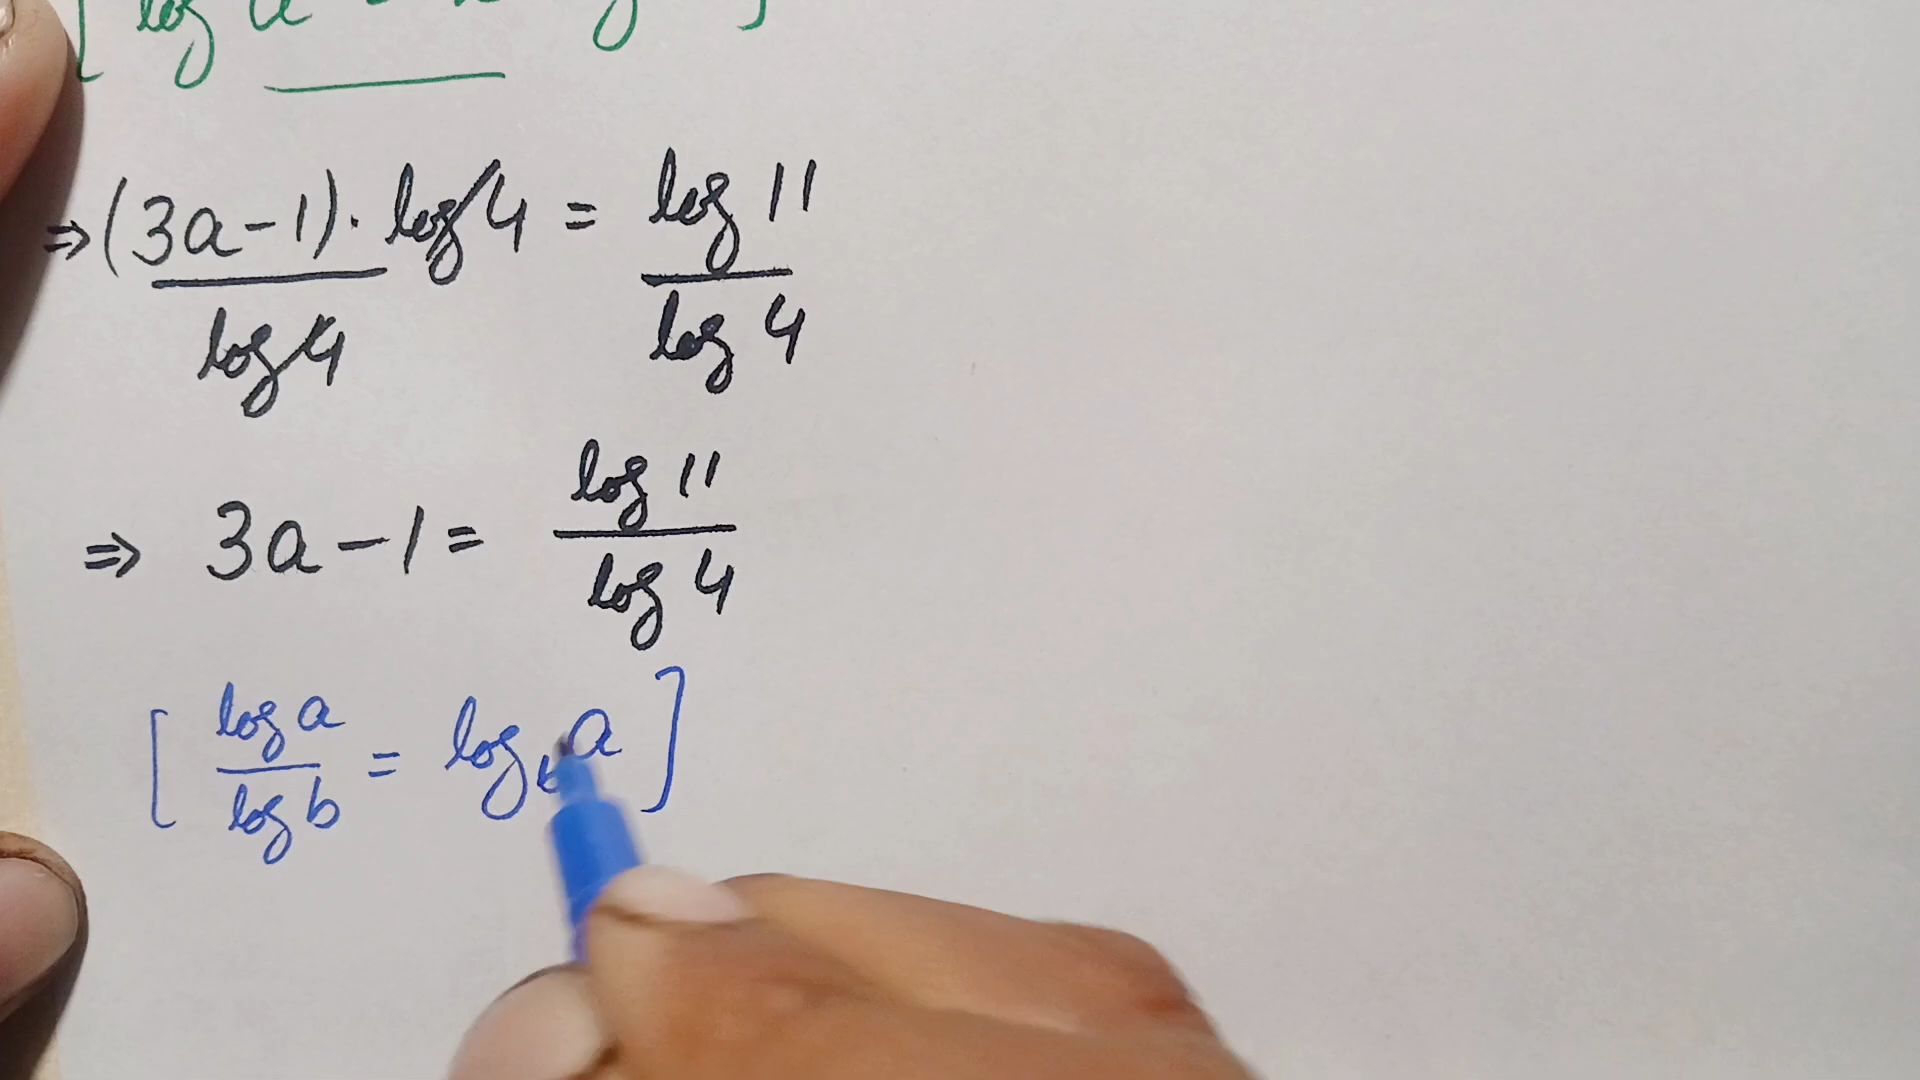 [log a
⇒ (3a-1). log 4 / log 4 = log 11 / log 4
⇒ 3a-1 = log 11 / log 4
[log a / log b = log_b a]